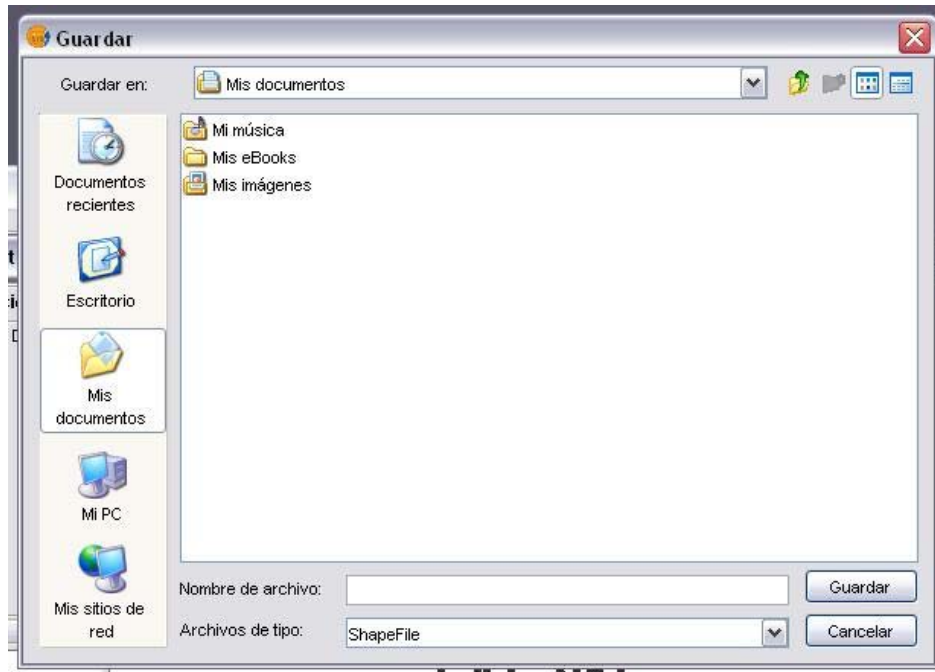 Guardar
Guardar en:
Mis documentos
Documentos
recientes
Escritorio
Mis
documentos
Mi PC
Mis sitios de
red
Mi música
Mis eBooks
Mis imágenes
Nombre de archivo:
Guardar
Archivos de tipo:
ShapeFile
Cancelar